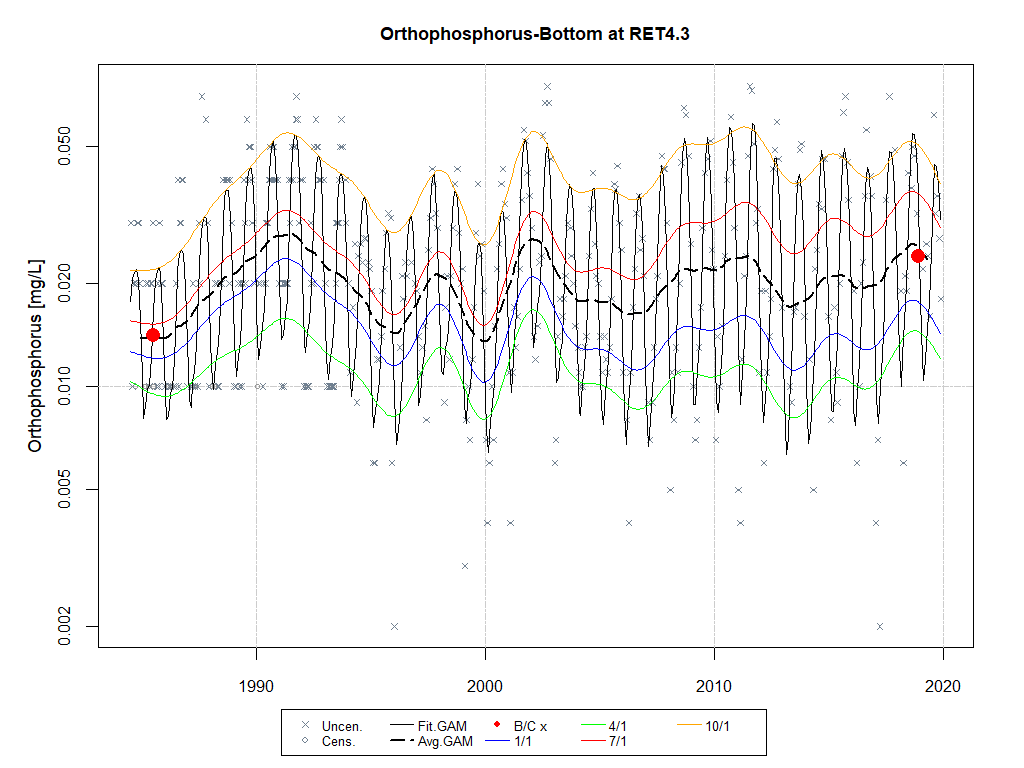 Orthophosphorus-Bottom at RET4.3
Orthophosphorus [mg/L]
0.050
0.020
0.010
0.005
0.002
1990 2000 2010 2020
Uncen. Fit.GAM B/C x 4/1 10/1
Cens. Avg.GAM 1/1 7/1